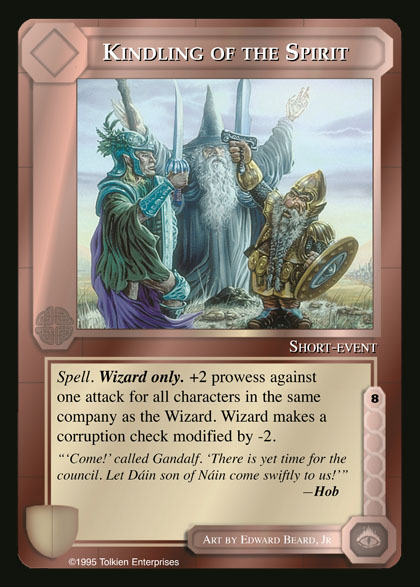 KINDLING OF THE SPIRIT
SHORT-EVENT
Spell. Wizard only. +2 prowess against
one attack for all characters in the same
company as the Wizard. Wizard makes a
corruption check modified by -2.
“‘Come!’ called Gandalf. ‘There is yet time for the
council. Let Dáin son of Náin come swiftly to us!’”
–Hob
8
ART BY EDWARD BEARD, JR
©1995 Tolkien Enterprises